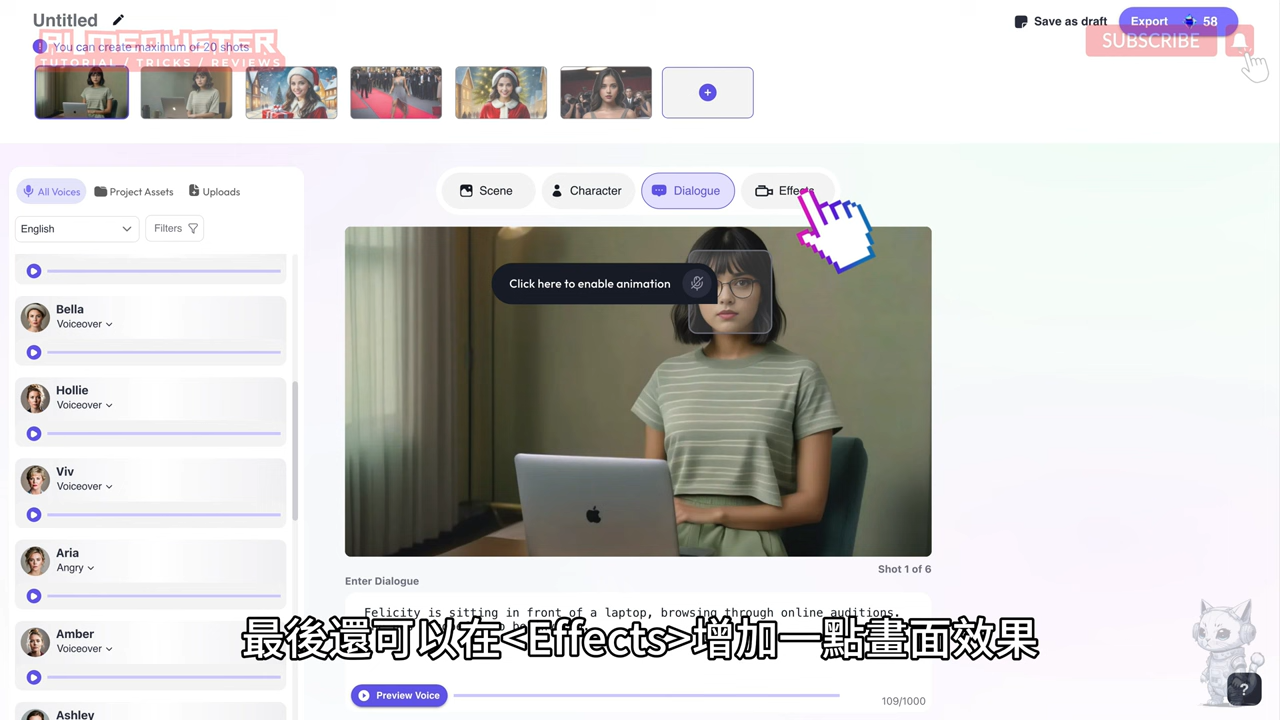 Untitled
Save as draft
Export
58
AI MEOWSTER
You can create maximum of 20 shots
TUTORIAL / TRICKS / REVIEWS
SUBSCRIBE
All Voices
Project Assets
Uploads
Scene
Character
Dialogue
Effects
English
Filters
Click here to enable animation
Bella
Voiceover
Hollie
Voiceover
Viv
Voiceover
Aria
Angry
Amber
Voiceover
Ashley
Shot 1 of 6
Enter Dialogue
Felicity is sitting in front of a laptop, browsing through online auditions.
最後還可以在<Effects>增加一點畫面效果
Preview Voice
109/1000
?